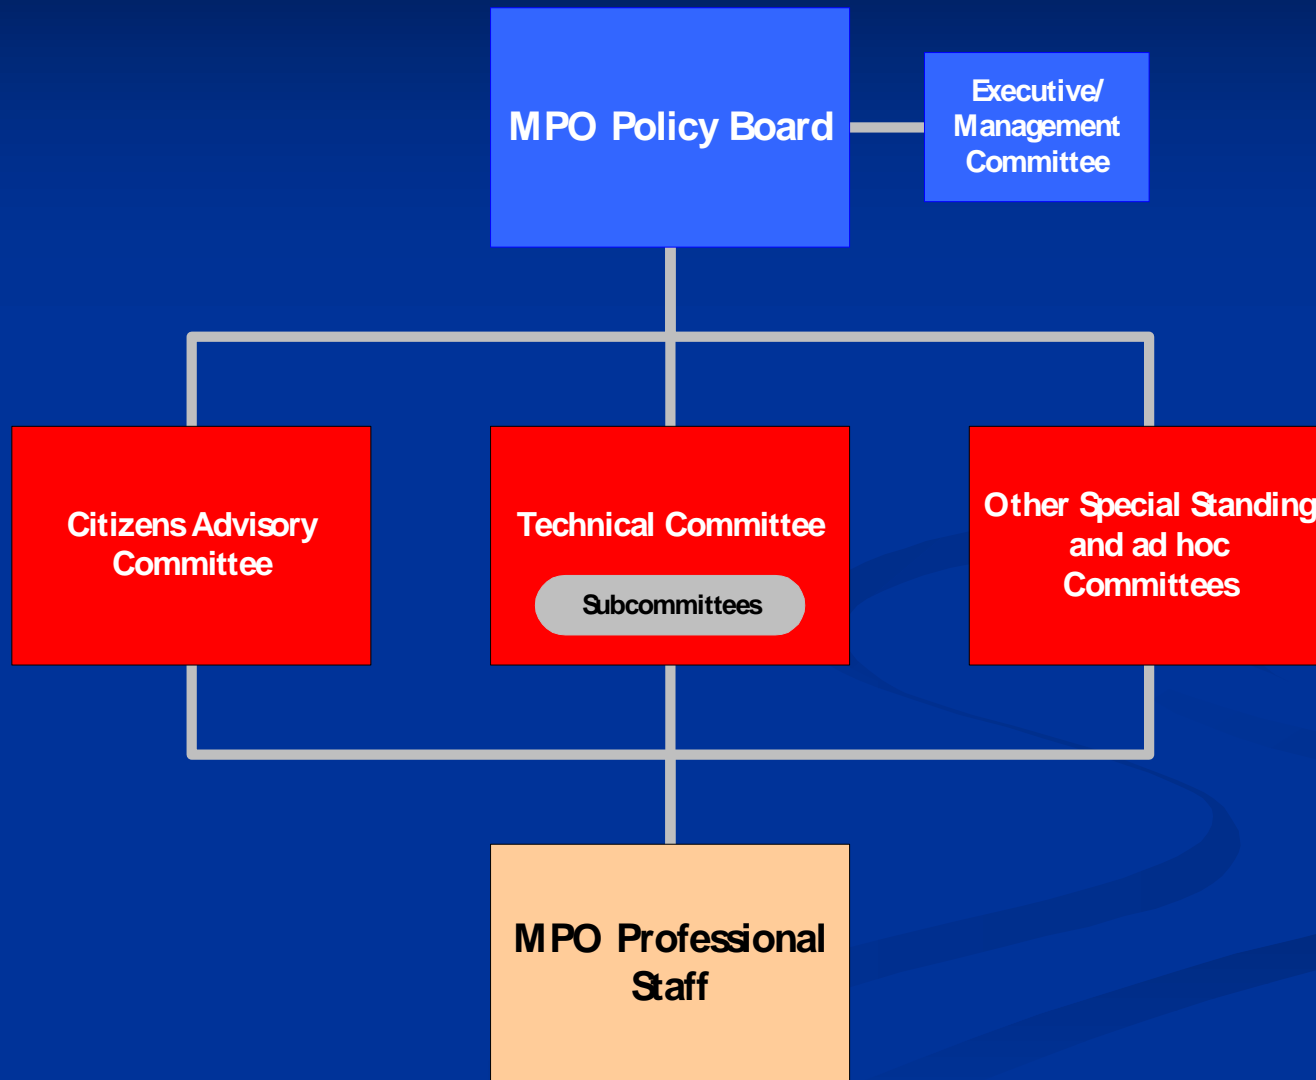 MPO Policy Board
Executive/
Management
Committee
Citizens Advisory
Committee
Technical Committee
Subcommittees
Other Special Standing
and ad hoc
Committees
MPO Professional
Staff